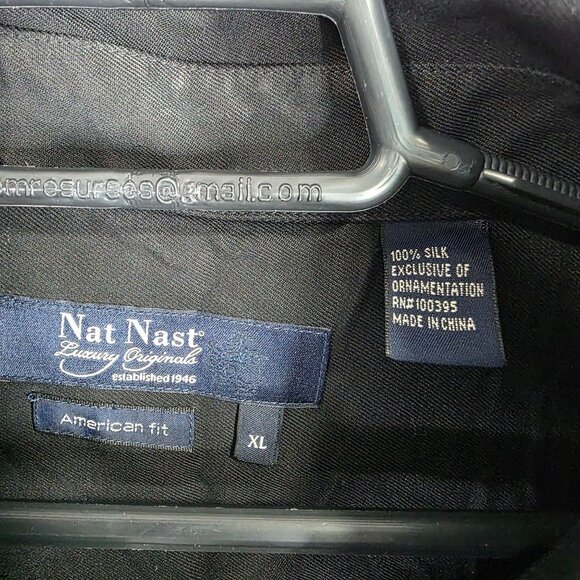 mresurses@gmail.com
100% SILK
EXCLUSIVE OF
ORNAMENTATION
RN#100395
MADE IN CHINA
Nat Nast®
Luxury Originals
established 1946
American fit
XL